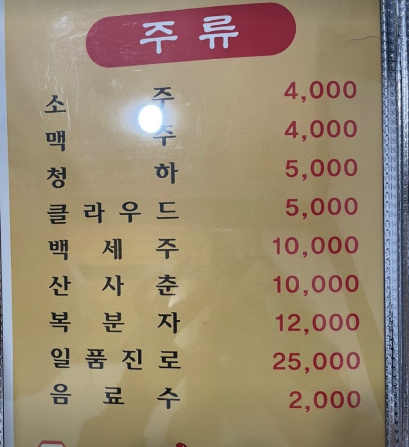 주류
소주 4,000
맥주 4,000
청하 5,000
클라우드 5,000
백세주 10,000
산사춘 10,000
복분자 12,000
일품진로 25,000
음료수 2,000